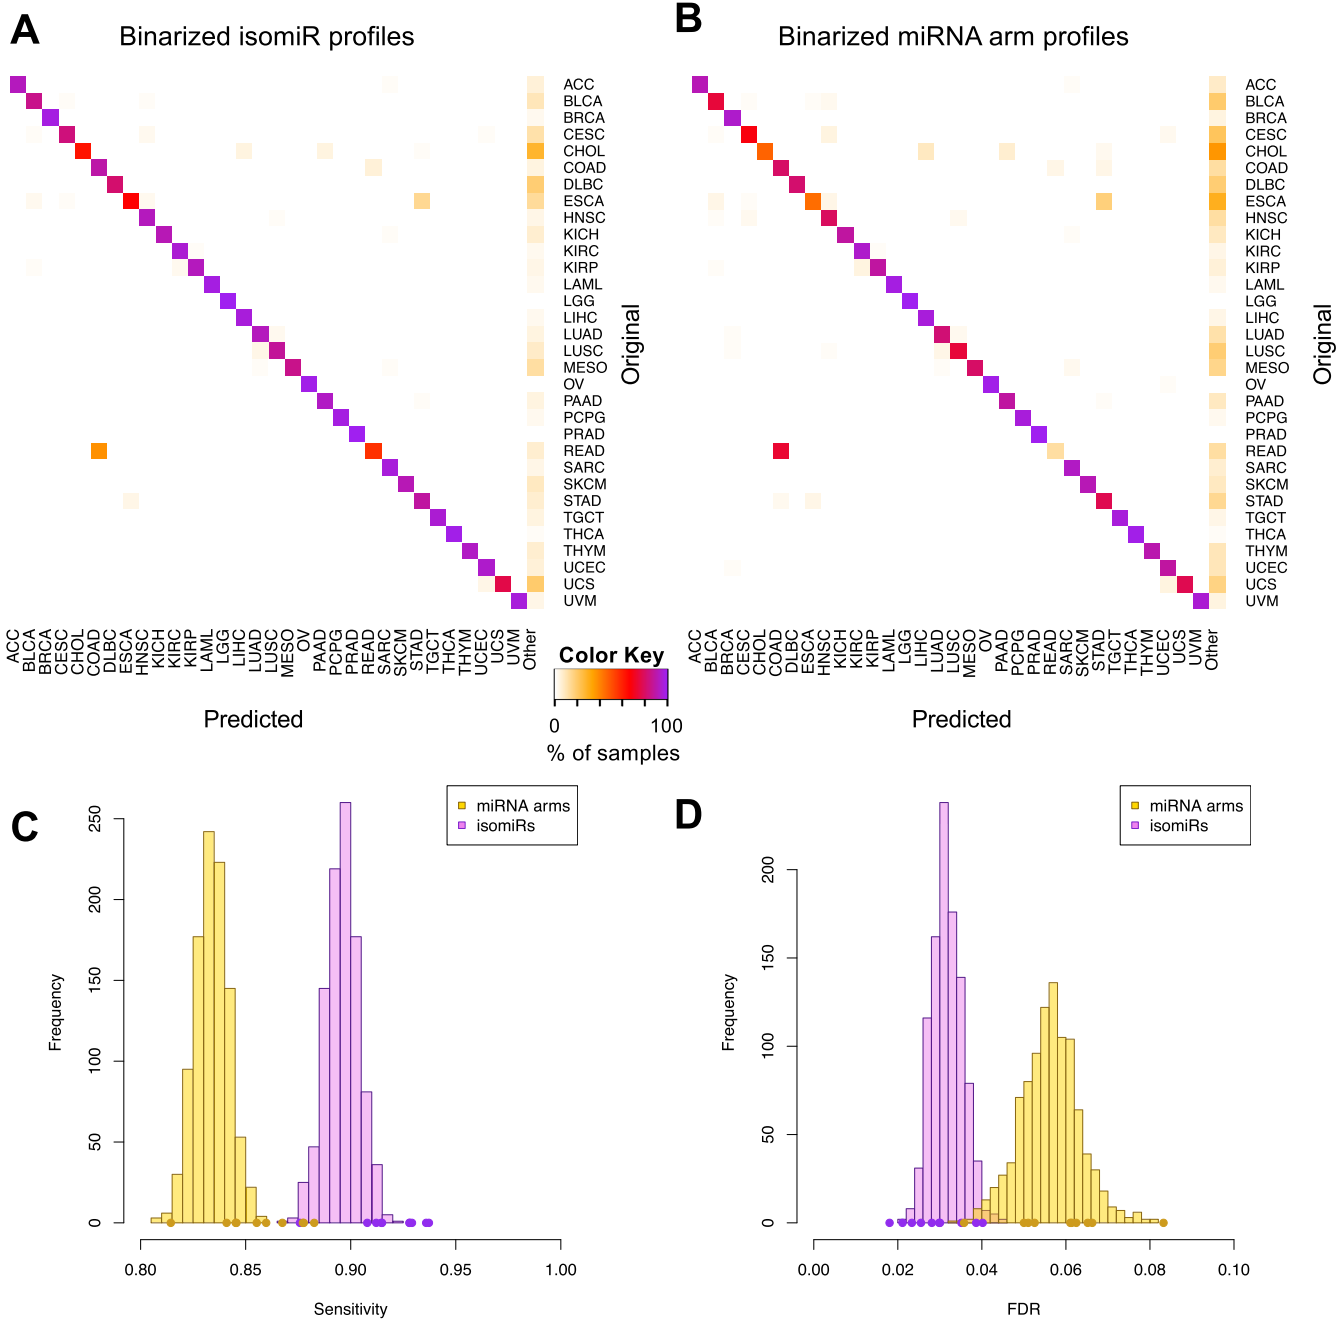 A
Binarized isomiR profiles
B
Binarized miRNA arm profiles
ACC
BLCA
BRCA
CESC
CHOL
COAD
DLBC
ESCA
HNSC
KICH
KIRC
KIRP
LAML
LGG
LIHC
LUAD
LUSC
MESO
OV
PAAD
PCPG
PRAD
READ
SARC
SKCM
STAD
TGCT
THCA
THYM
UCEC
UCS
UVM
Original
ACC
BLCA
BRCA
CESC
CHOL
COAD
DLBC
ESCA
HNSC
KICH
KIRC
KIRP
LAML
LGG
LIHC
LUAD
LUSC
MESO
OV
PAAD
PCPG
PRAD
READ
SARC
SKCM
STAD
TGCT
THCA
THYM
UCEC
UCS
UVM
Other
Predicted
Color Key
0 100
% of samples
ACC
BLCA
BRCA
CESC
CHOL
COAD
DLBC
ESCA
HNSC
KICH
KIRC
KIRP
LAML
LGG
LIHC
LUAD
LUSC
MESO
OV
PAAD
PCPG
PRAD
READ
SARC
SKCM
STAD
TGCT
THCA
THYM
UCEC
UCS
UVM
Original
ACC
BLCA
BRCA
CESC
CHOL
COAD
DLBC
ESCA
HNSC
KICH
KIRC
KIRP
LAML
LGG
LIHC
LUAD
LUSC
MESO
OV
PAAD
PCPG
PRAD
READ
SARC
SKCM
STAD
TGCT
THCA
THYM
UCEC
UCS
UVM
Other
Predicted
C
miRNA arms
isomiRs
250
200
150
100
50
0
Frequency
0.80 0.85 0.90 0.95 1.00
Sensitivity
D
miRNA arms
isomiRs
200
150
100
50
0
Frequency
0.00 0.02 0.04 0.06 0.08 0.10
FDR